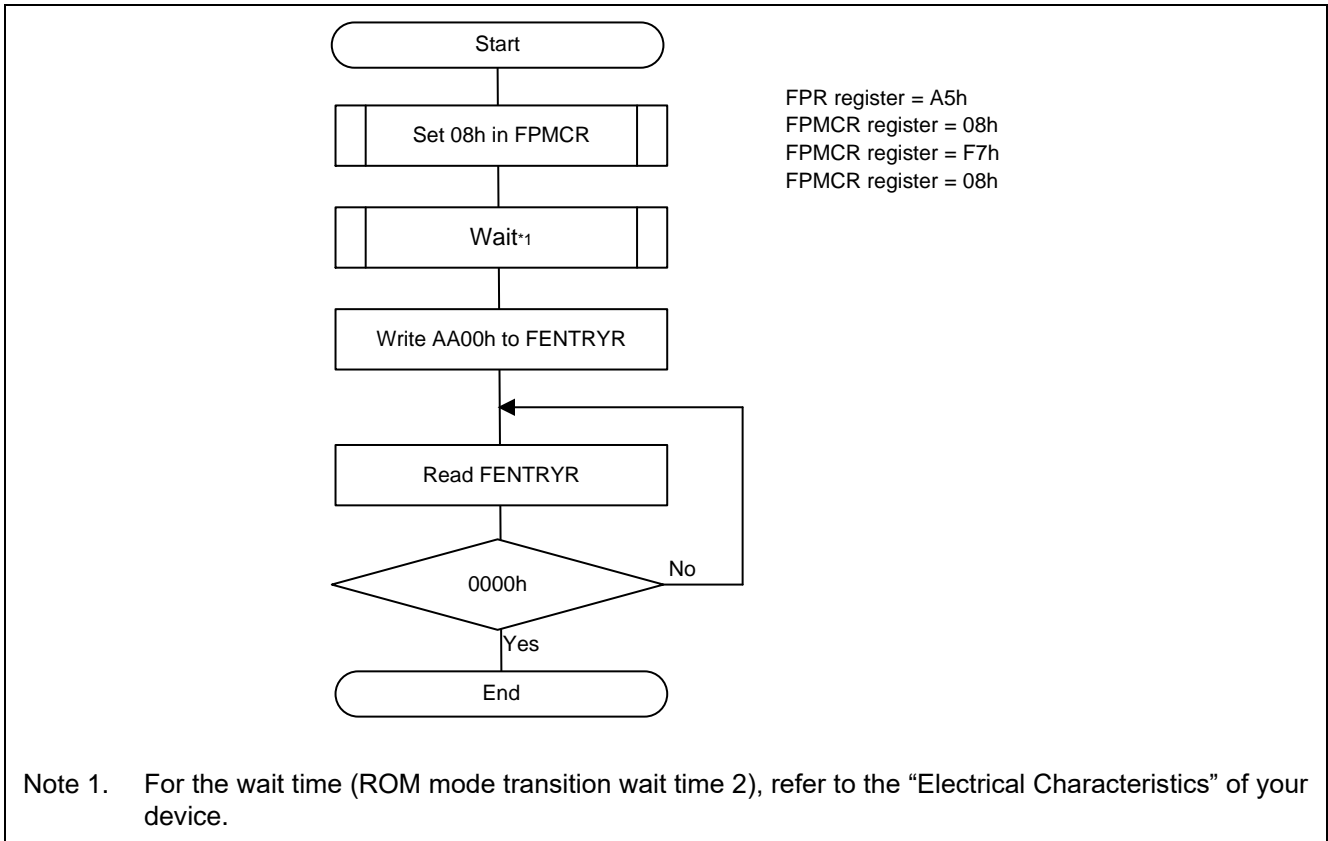 Start
FPR register = A5h
FPMCR register = 08h
FPMCR register = F7h
FPMCR register = 08h
Set 08h in FPMCR
Wait*1
Write AA00h to FENTRYR
Read FENTRYR
0000h
No
Yes
End
Note 1. For the wait time (ROM mode transition wait time 2), refer to the “Electrical Characteristics” of your
device.